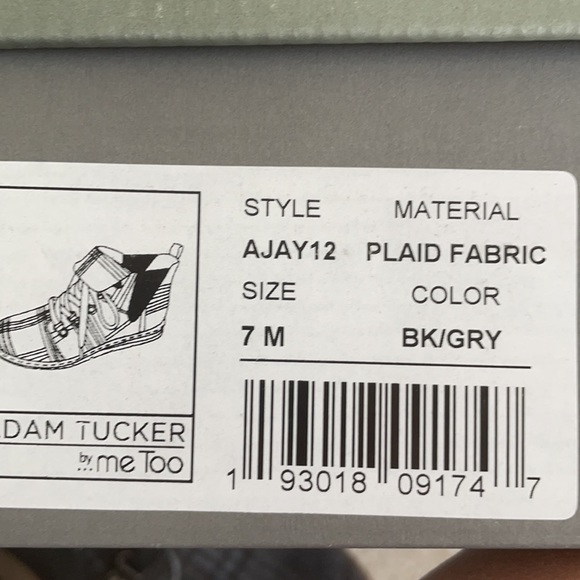 STYLE MATERIAL
AJAY12 PLAID FABRIC
SIZE COLOR
7 M BK/GRY
DAM TUCKER
by me Too
1 93018 09174 7